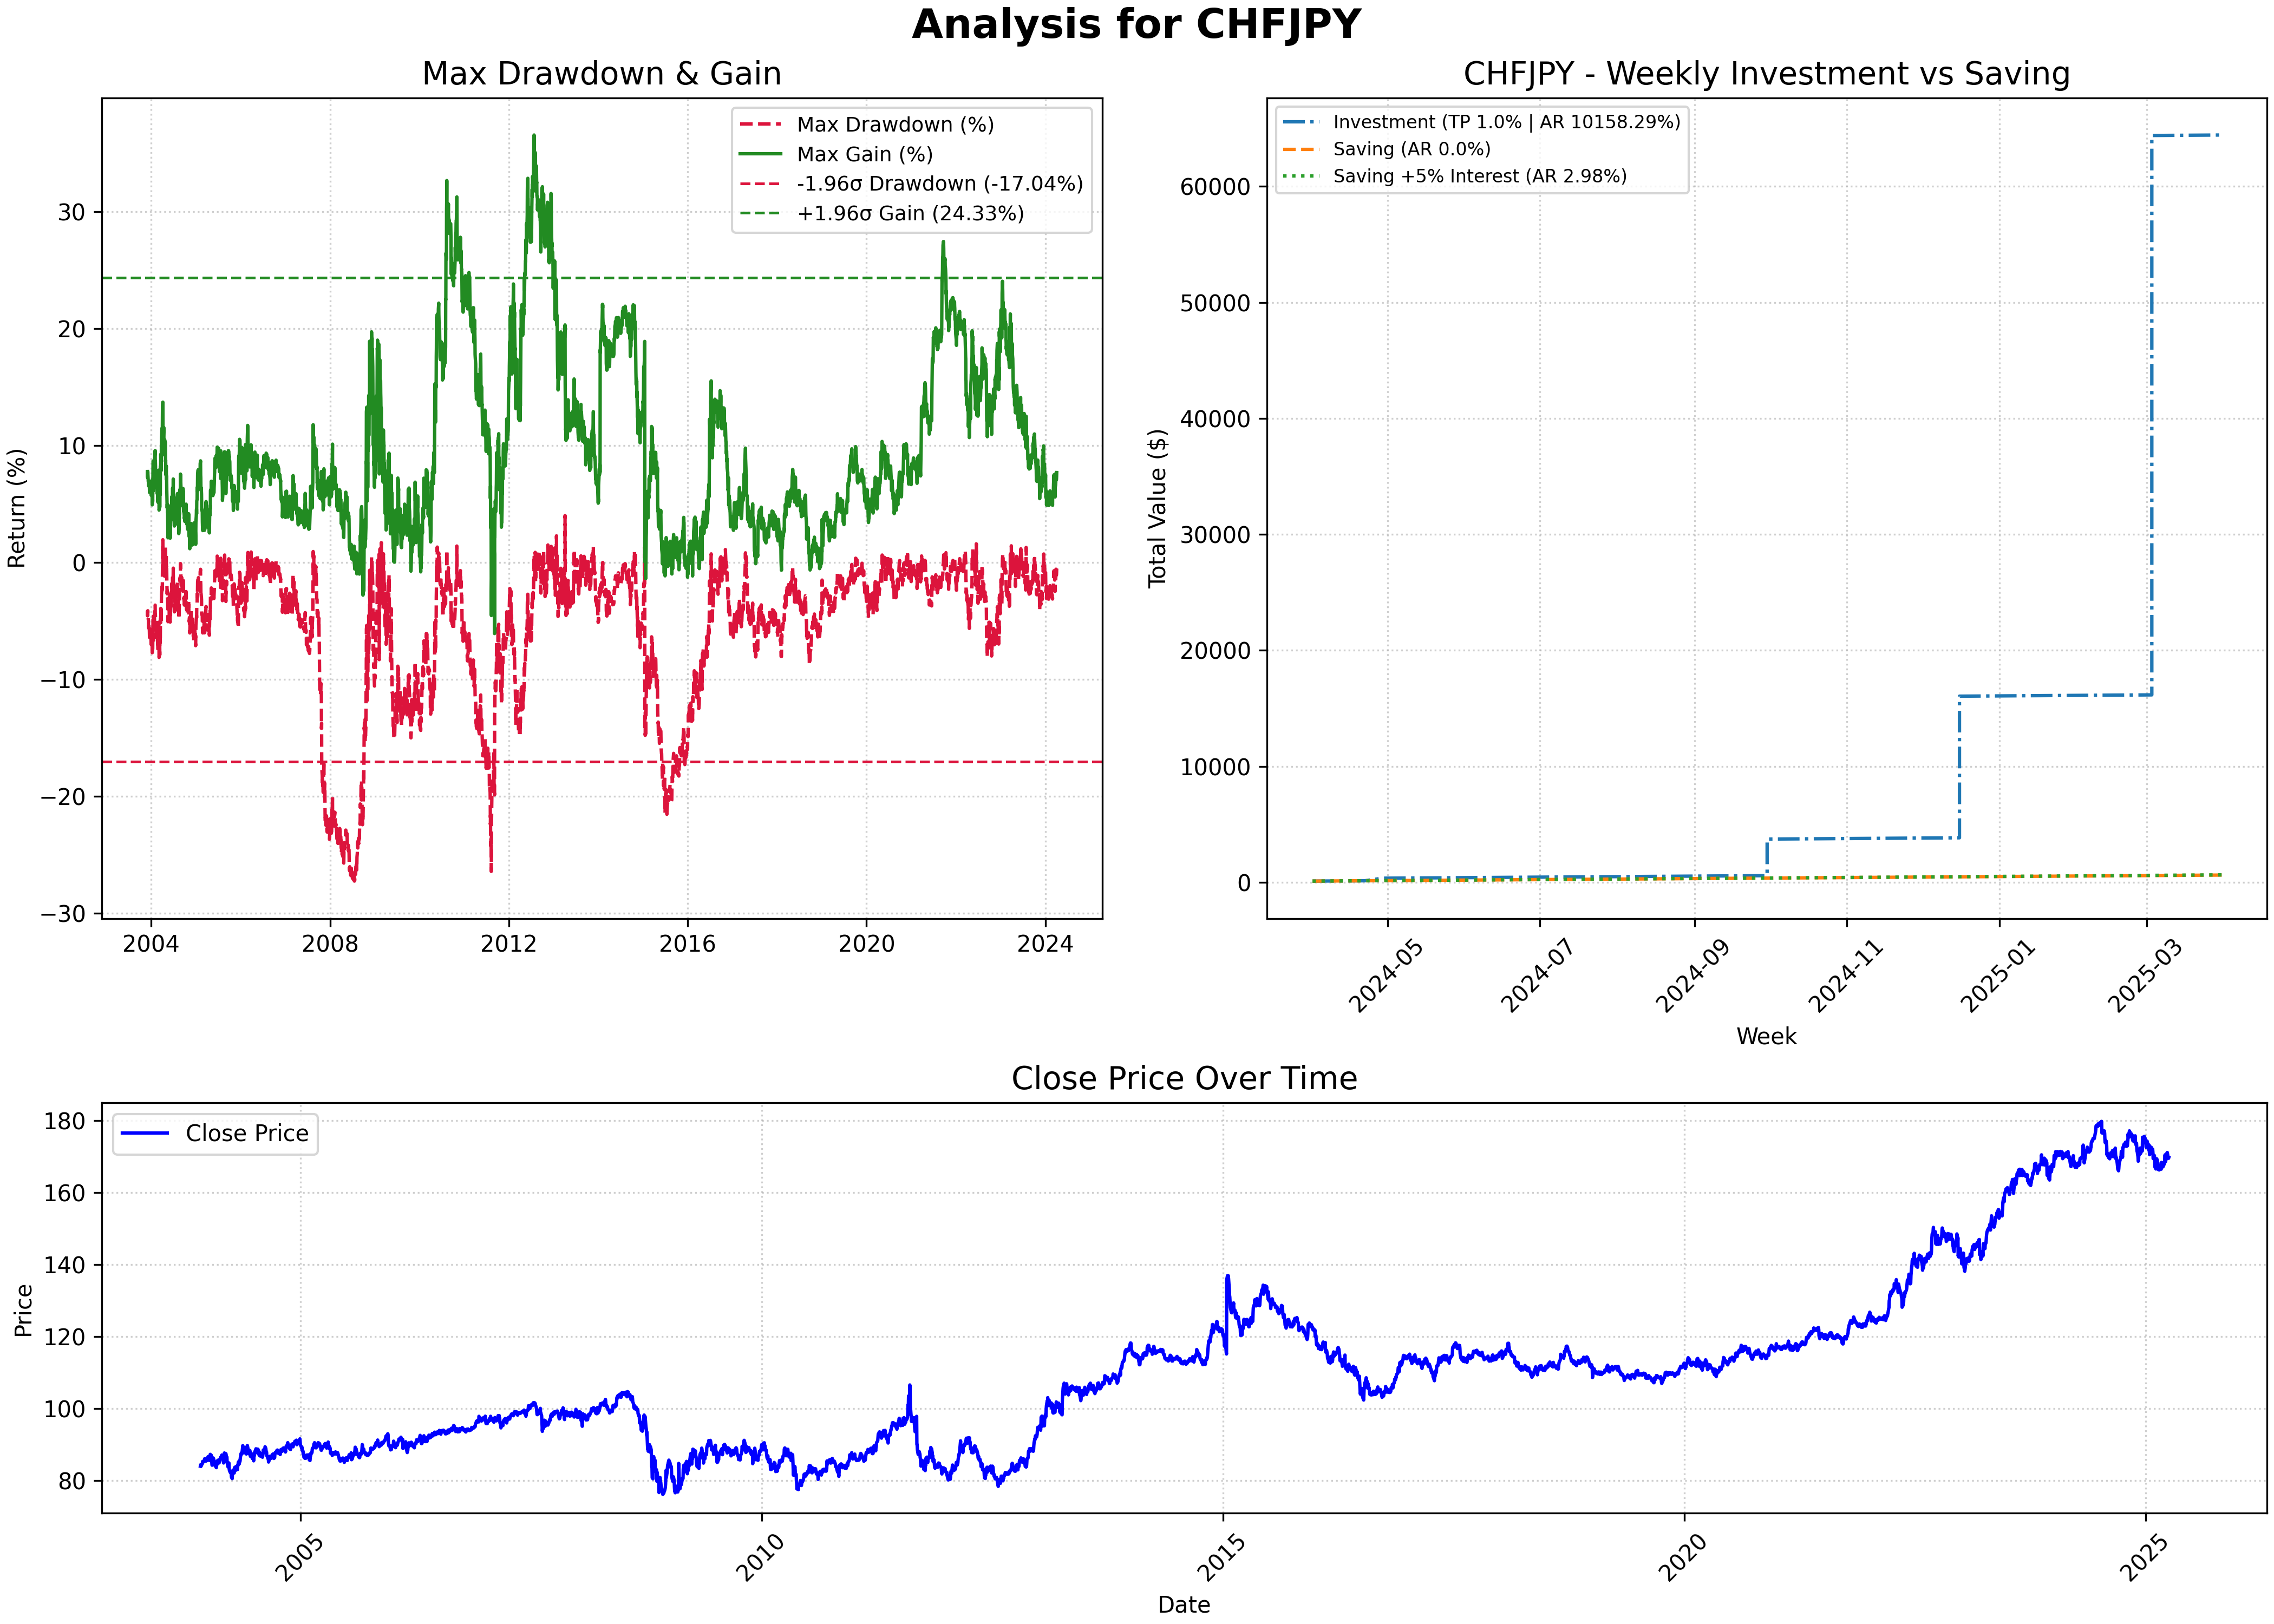 Analysis for CHFJPY
Max Drawdown & Gain
Max Drawdown (%)
Max Gain (%)
-1.96σ Drawdown (-17.04%)
+1.96σ Gain (24.33%)
Return (%)
30
20
10
0
−10
−20
−30
2004
2008
2012
2016
2020
2024
CHFJPY - Weekly Investment vs Saving
Investment (TP 1.0% | AR 10158.29%)
Saving (AR 0.0%)
Saving +5% Interest (AR 2.98%)
Total Value ($)
60000
50000
40000
30000
20000
10000
0
2024-05
2024-07
2024-09
2024-11
2025-01
2025-03
Week
Close Price Over Time
Close Price
Price
180
160
140
120
100
80
2005
2010
2015
2020
2025
Date